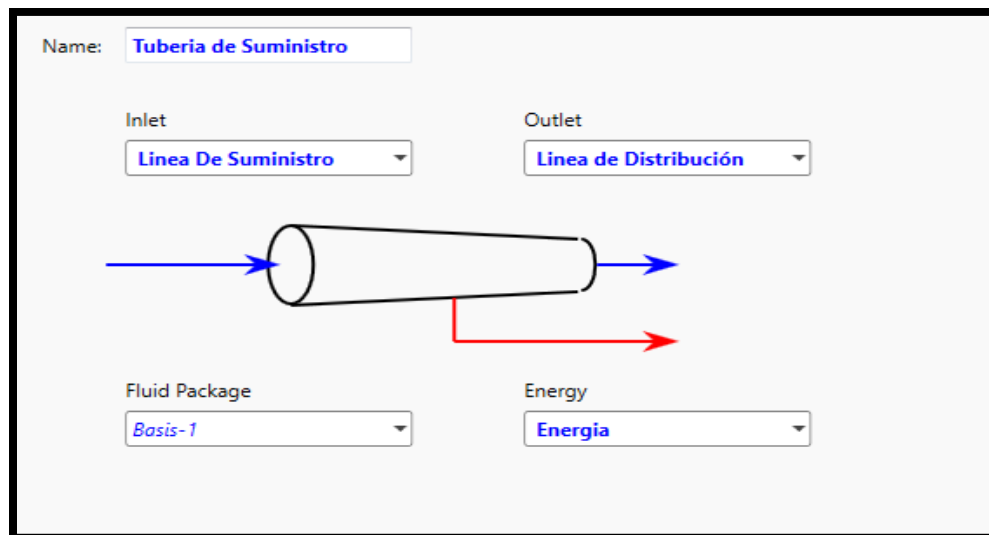 Name: Tuberia de Suministro
Inlet Outlet
Linea De Suministro Linea de Distribución
Fluid Package Energy
Basis-1 Energia